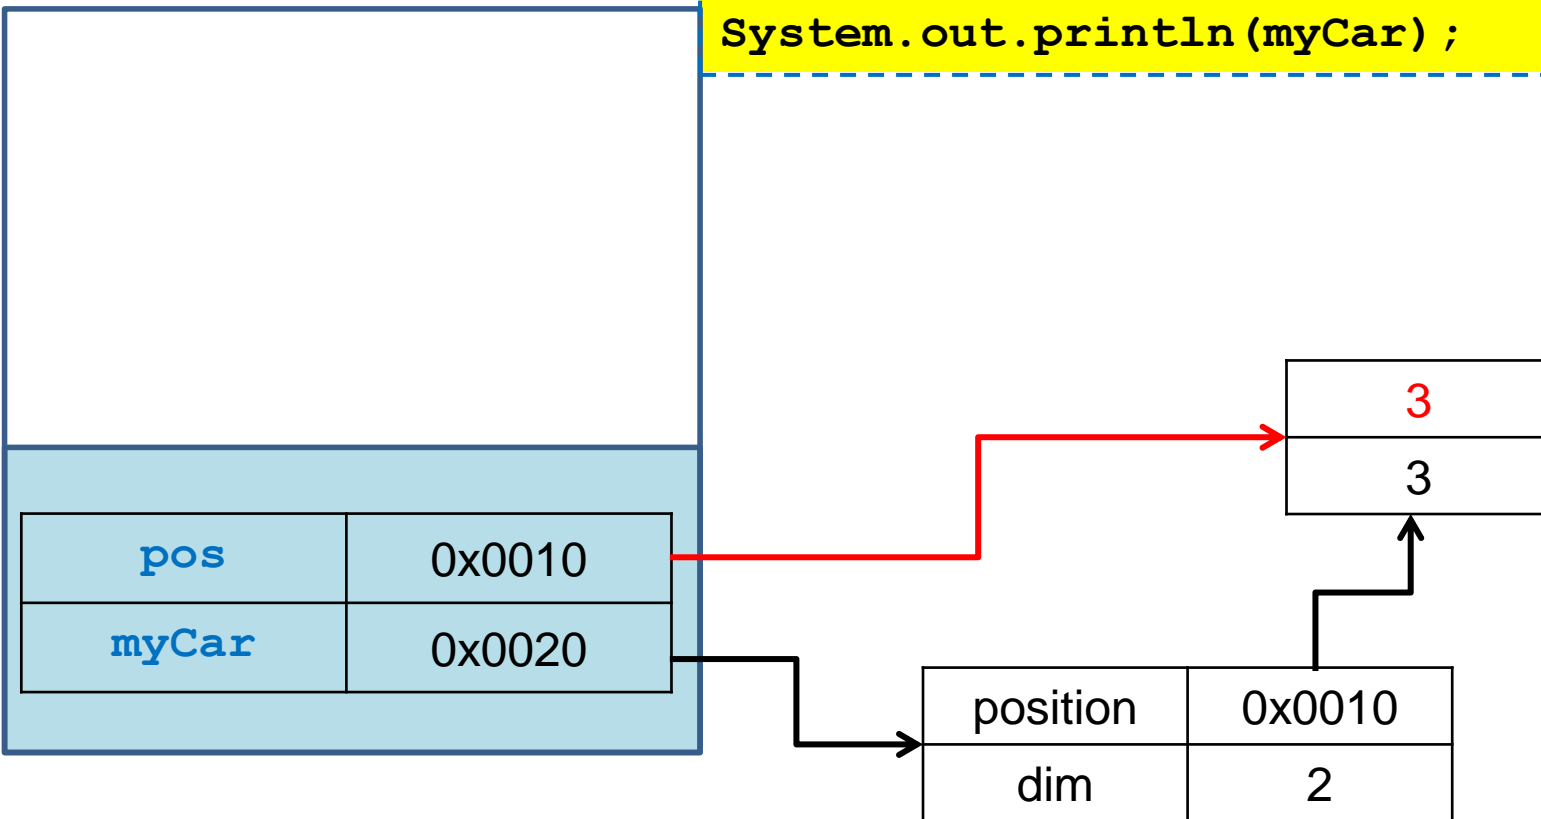 System.out.println(myCar);
3
3
pos 0x0010
myCar 0x0020
position 0x0010
dim 2